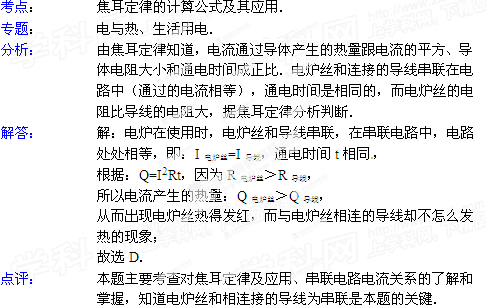 考点： 焦耳定律的计算公式及其应用．
专题： 电与热、生活用电．
分析： 由焦耳定律知道，电流通过导体产生的热量跟电流的平方、导
体电阻大小和通电时间成正比．电炉丝和连接的导线串联在电
路中（通过的电流相等），通电时间是相同的，而电炉丝的电
阻比导线的电阻大，据焦耳定律分析判断．
解答： 解：电炉在使用时，电炉丝和导线串联，在串联电路中，电路
处处相等，即：I 电炉丝=I 导线，通电时间 t 相同．，
根据：Q=I²Rt，因为 R 电炉丝＞R 导线，
所以电流产生的热量：Q 电炉丝＞Q 导线，
从而出现电炉丝热得发红，而与电炉丝相连的导线却不怎么发
热的现象；
故选 D．
点评： 本题主要考查对焦耳定律及应用、串联电路电流关系的了解和
掌握，知道电炉丝和相连接的导线为串联是本题的关键．